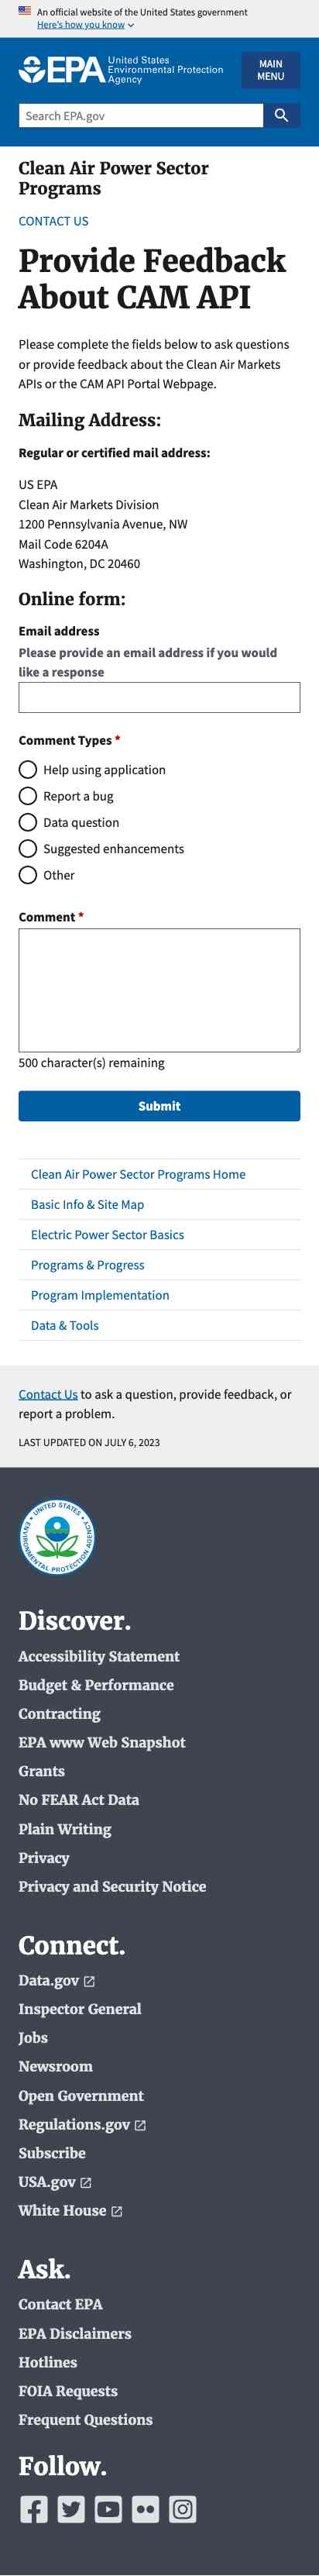 An official website of the United States government
Here's how you know
EPA United States
Environmental Protection
Agency
MAIN
MENU
Search EPA.gov
Clean Air Power Sector
Programs
CONTACT US
Provide Feedback
About CAM API
Please complete the fields below to ask questions
or provide feedback about the Clean Air Markets
APIs or the CAM API Portal Webpage.
Mailing Address:
Regular or certified mail address:
US EPA
Clean Air Markets Division
1200 Pennsylvania Avenue, NW
Mail Code 6204A
Washington, DC 20460
Online form:
Email address
Please provide an email address if you would
like a response
Comment Types *
Help using application
Report a bug
Data question
Suggested enhancements
Other
Comment *
500 character(s) remaining
Submit
Clean Air Power Sector Programs Home
Basic Info & Site Map
Electric Power Sector Basics
Programs & Progress
Program Implementation
Data & Tools
Contact Us to ask a question, provide feedback, or
report a problem.
LAST UPDATED ON JULY 6, 2023
UNITED STATES
ENVIRONMENTAL PROTECTION AGENCY
Discover.
Accessibility Statement
Budget & Performance
Contracting
EPA www Web Snapshot
Grants
No FEAR Act Data
Plain Writing
Privacy
Privacy and Security Notice
Connect.
Data.gov
Inspector General
Jobs
Newsroom
Open Government
Regulations.gov
Subscribe
USA.gov
White House
Ask.
Contact EPA
EPA Disclaimers
Hotlines
FOIA Requests
Frequent Questions
Follow.